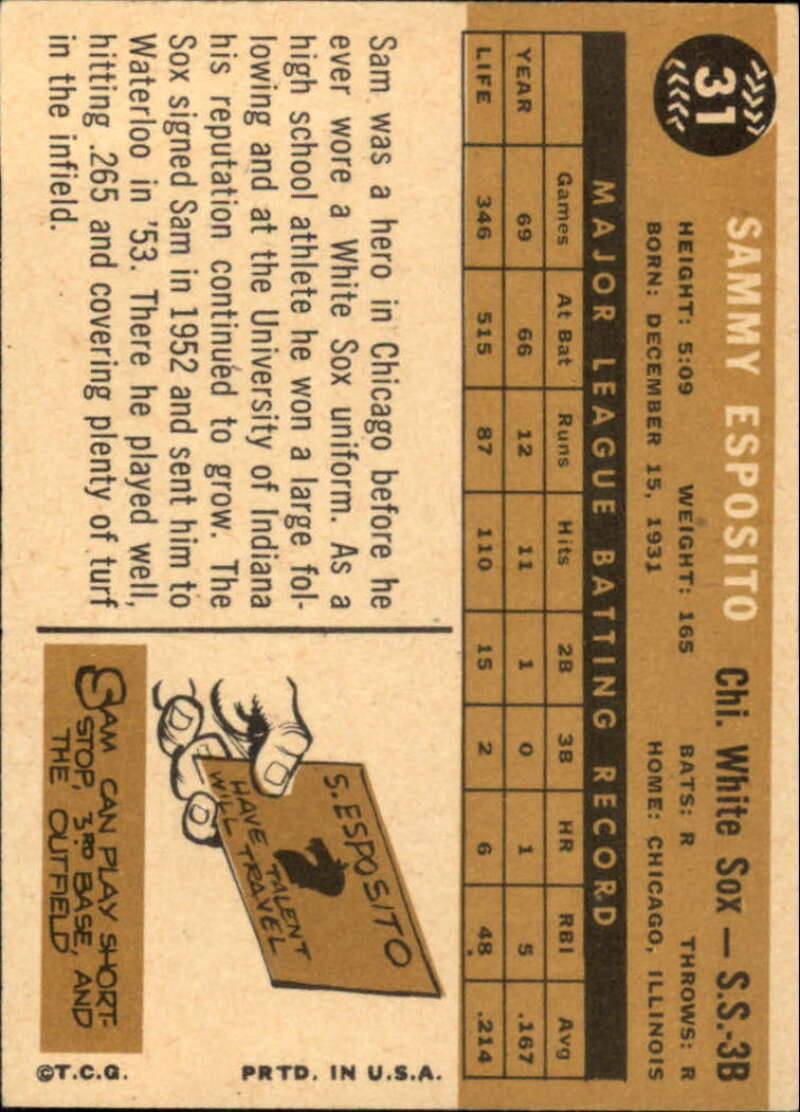 31
SAMMY ESPOSITO Chi. White Sox — S.S.-3B
HEIGHT: 5:09 WEIGHT: 165 BATS: R THROWS: R
BORN: DECEMBER 15, 1931 HOME: CHICAGO, ILLINOIS
MAJOR LEAGUE BATTING RECORD
Games At Bat Runs Hits 2B 3B HR RBI Avg
YEAR 69 66 12 11 1 0 1 5 .167
LIFE 346 515 87 110 15 2 6 48 .214
Sam was a hero in Chicago before he
ever wore a White Sox uniform. As a
high school athlete he won a large fol-
lowing and at the University of Indiana
his reputation continued to grow. The
Sox signed Sam in 1952 and sent him to
Waterloo in '53. There he played well,
hitting .265 and covering plenty of turf
in the infield.
S. ESPOSITO
HAVE TALENT
WILL TRAVEL
SAM CAN PLAY SHORT-
STOP, 3RD BASE, AND
THE OUTFIELD
©T.C.G. PRTD. IN U.S.A.